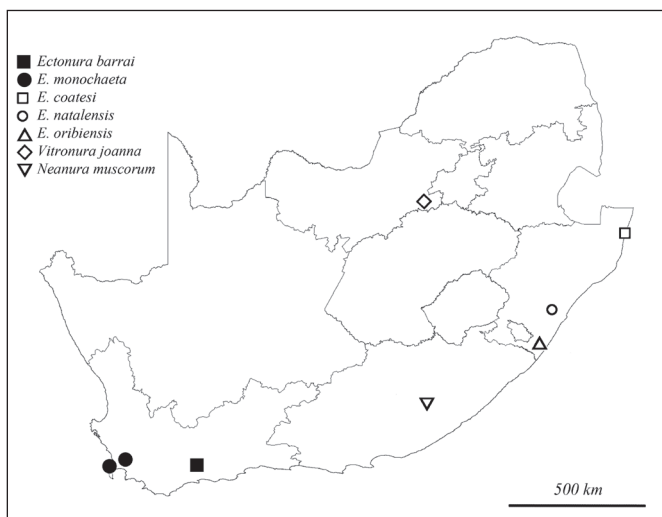 Ectonura barrai
E. monochaeta
E. coatesi
E. natalensis
E. oribiensis
Vitronura joanna
Neanura muscorum
500 km